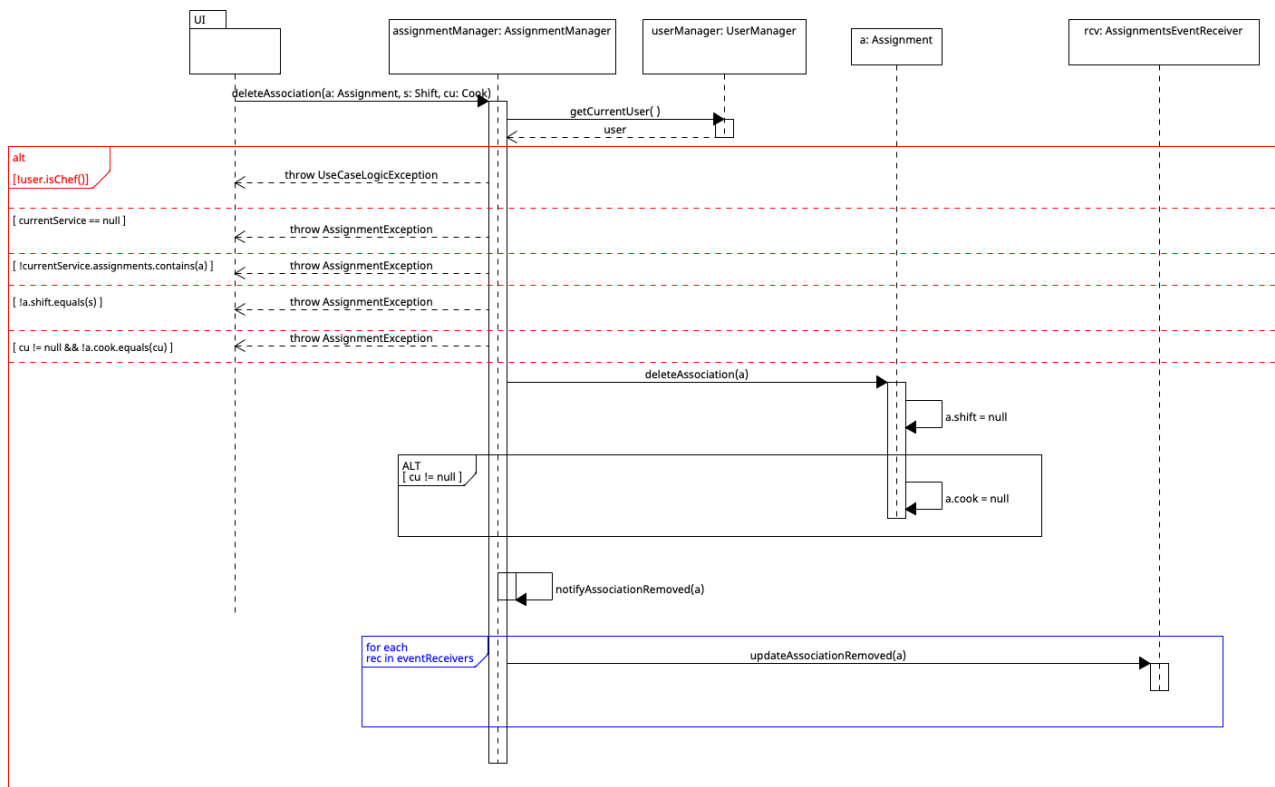 UI
assignmentManager: AssignmentManager
userManager: UserManager
a: Assignment
rcv: AssignmentsEventReceiver
deleteAssociation(a: Assignment, s: Shift, cu: Cook)
getCurrentUser( )
user
alt
[!user.isChef()]
throw UseCaseLogicException
[ currentService == null ]
throw AssignmentException
[ !currentService.assignments.contains(a) ]
throw AssignmentException
[ !a.shift.equals(s) ]
throw AssignmentException
[ cu != null && !a.cook.equals(cu) ]
throw AssignmentException
deleteAssociation(a)
a.shift = null
ALT
[ cu != null ]
a.cook = null
notifyAssociationRemoved(a)
for each
rec in eventReceivers
updateAssociationRemoved(a)